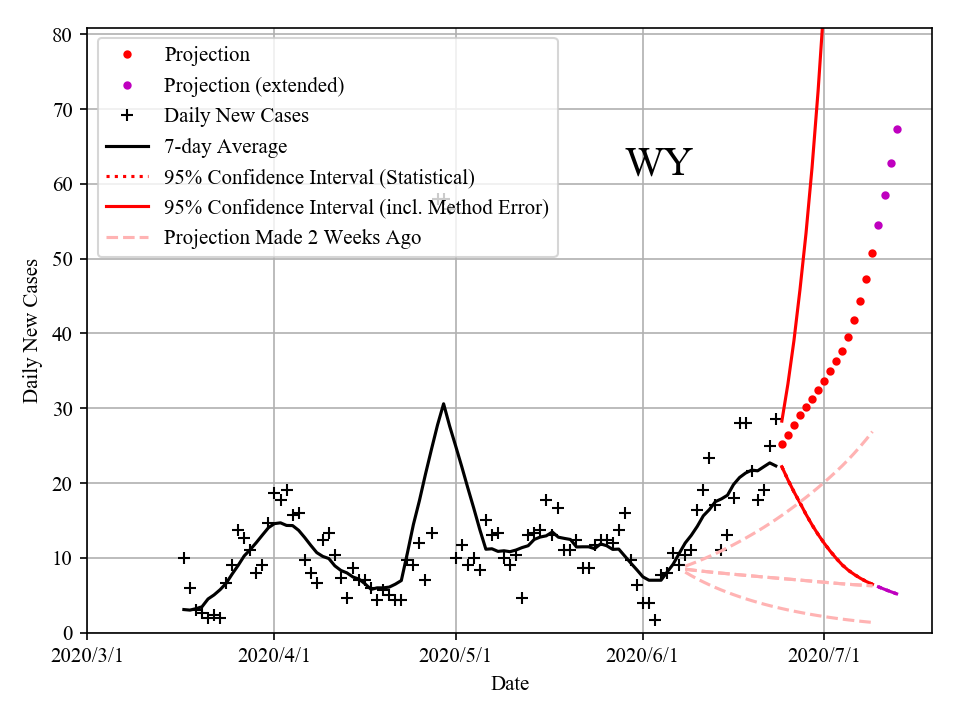 80
70
60
50
40
30
20
10
0
Daily New Cases
Projection
Projection (extended)
Daily New Cases
7-day Average
95% Confidence Interval (Statistical)
95% Confidence Interval (incl. Method Error)
Projection Made 2 Weeks Ago
WY
2020/3/1 2020/4/1 2020/5/1 2020/6/1 2020/7/1
Date